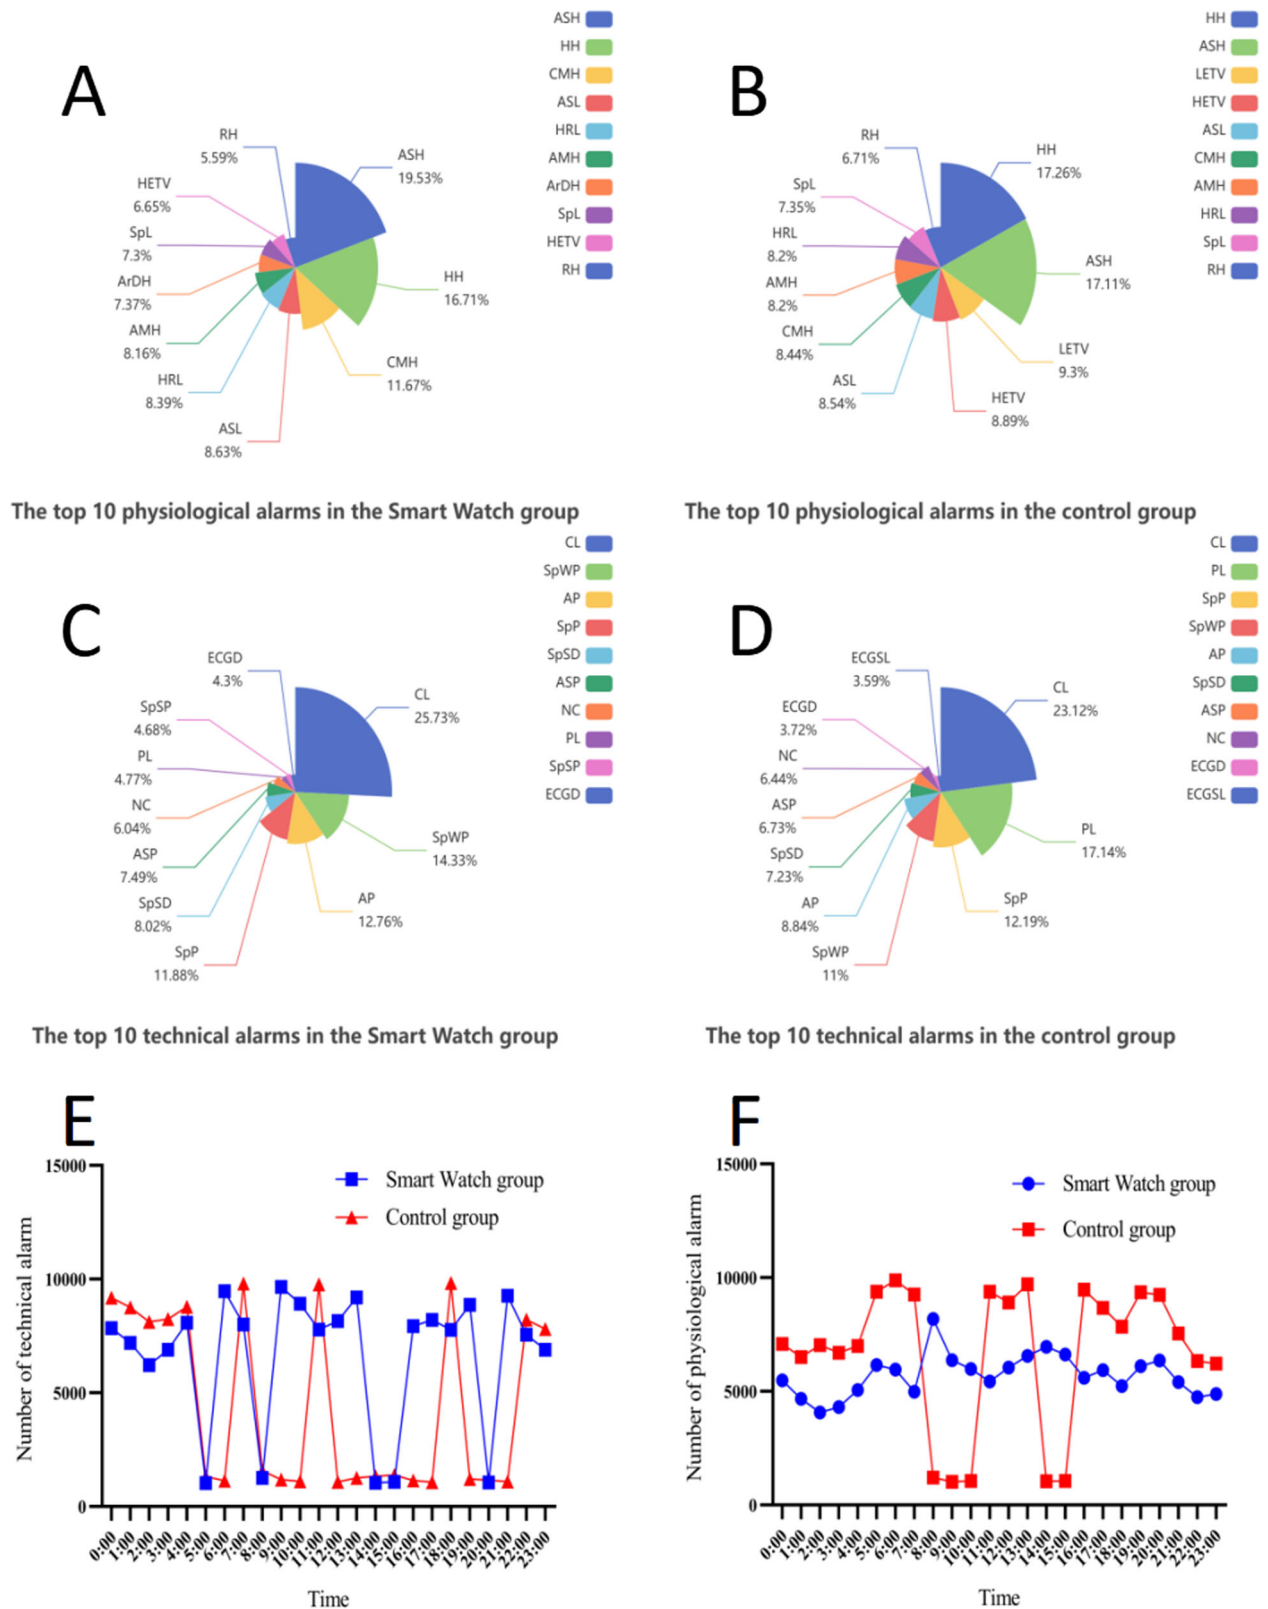 A
ASH
HH
CMH
ASL
HRL
AMH
ArDH
SpL
HETV
RH
RH
5.59%
ASH
19.53%
HETV
6.65%
SpL
7.3%
HH
16.71%
ArDH
7.37%
AMH
8.16%
CMH
11.67%
HRL
8.39%
ASL
8.63%
The top 10 physiological alarms in the Smart Watch group
B
HH
ASH
LETV
HETV
ASL
CMH
AMH
HRL
SpL
RH
RH
6.71%
HH
17.26%
SpL
7.35%
HRL
8.2%
ASH
17.11%
AMH
8.2%
CMH
8.44%
LETV
9.3%
ASL
8.54%
HETV
8.89%
The top 10 physiological alarms in the control group
C
CL
SpWP
AP
SpP
SpSD
ASP
NC
PL
SpSP
ECGD
ECGD
4.3%
CL
25.73%
SpSP
4.68%
PL
4.77%
NC
6.04%
SpWP
14.33%
ASP
7.49%
SpSD
8.02%
AP
12.76%
SpP
11.88%
The top 10 technical alarms in the Smart Watch group
D
CL
PL
SpP
SpWP
AP
SpSD
ASP
NC
ECGD
ECGSL
ECGSL
3.59%
CL
23.12%
ECGD
3.72%
NC
6.44%
ASP
6.73%
PL
17.14%
SpSD
7.23%
AP
8.84%
SpP
12.19%
SpWP
11%
The top 10 technical alarms in the control group
E
Smart Watch group
Control group
Number of technical alarm
15000
10000
5000
0
0:00
1:00
2:00
3:00
4:00
5:00
6:00
7:00
8:00
9:00
10:00
11:00
12:00
13:00
14:00
15:00
16:00
17:00
18:00
19:00
20:00
21:00
22:00
23:00
Time
F
Smart Watch group
Control group
Number of physiological alarm
15000
10000
5000
0
0:00
1:00
2:00
3:00
4:00
5:00
6:00
7:00
8:00
9:00
10:00
11:00
12:00
13:00
14:00
15:00
16:00
17:00
18:00
19:00
20:00
21:00
22:00
23:00
Time